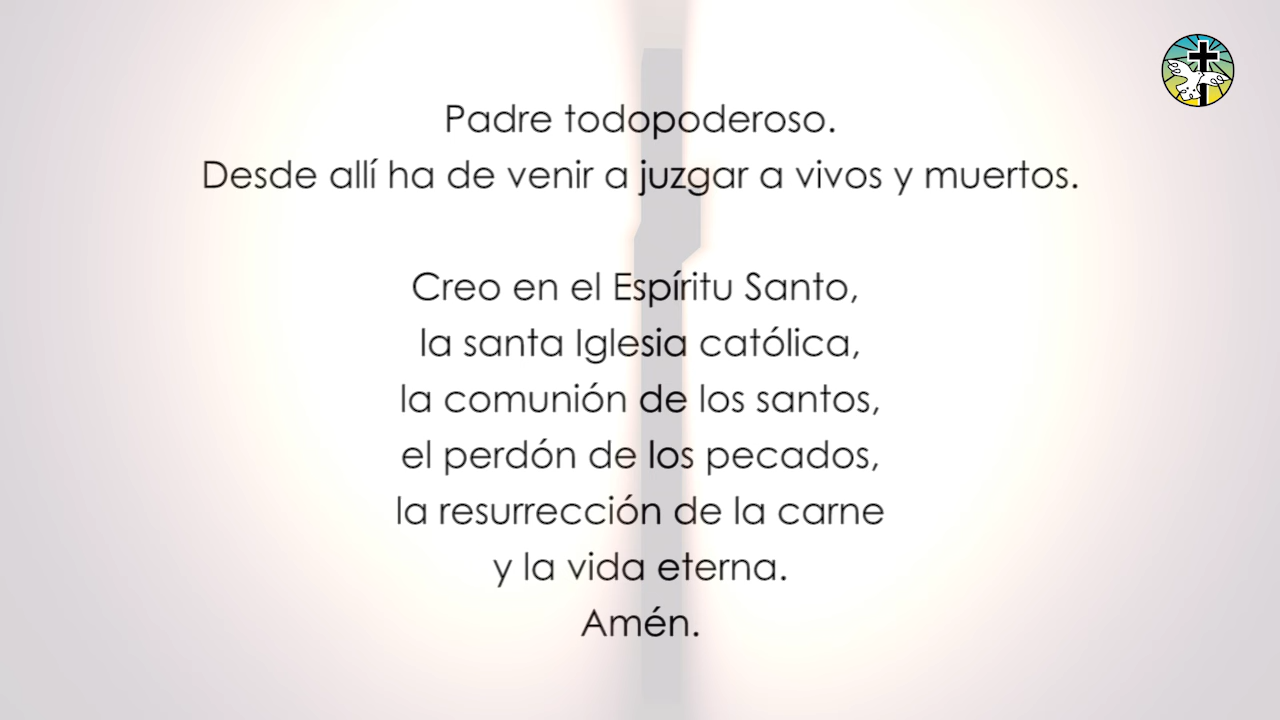 Padre todopoderoso.
Desde allí ha de venir a juzgar a vivos y muertos.
Creo en el Espíritu Santo,
la santa Iglesia católica,
la comunión de los santos,
el perdón de los pecados,
la resurrección de la carne
y la vida eterna.
Amén.